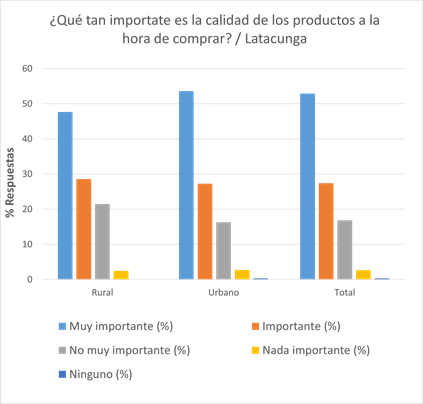 ¿Qué tan importate es la calidad de los productos a la
hora de comprar? / Latacunga
60
50
40
30
20
10
0
% Respuestas
Rural Urbano Total
Muy importante (%) Importante (%)
No muy importante (%) Nada importante (%)
Ninguno (%)